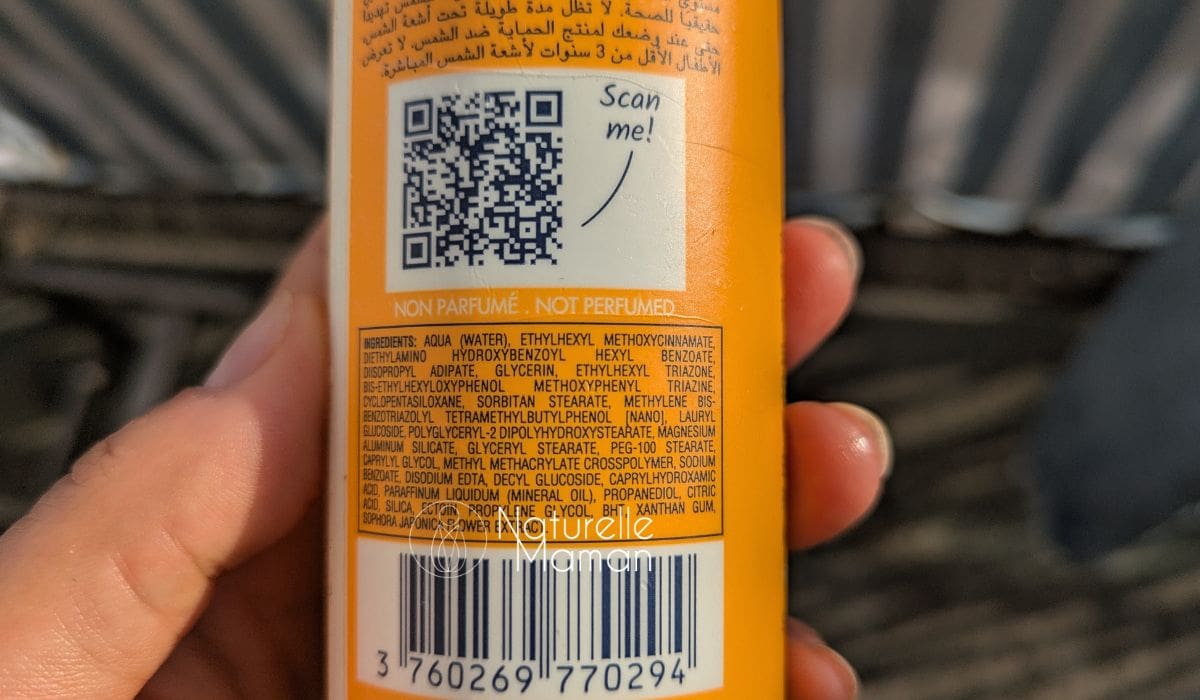 حقيقيا للصحة. لا تظل مدة طويلة تحت أشعة الشمس،
حتى عند وضعك لمنتج الحماية ضد الشمس. لا تعرض
الأطفال الأقل من 3 سنوات لأشعة الشمس المباشرة.
Scan
me!
NON PARFUMÉ . NOT PERFUMED
INGREDIENTS: AQUA (WATER), ETHYLHEXYL METHOXYCINNAMATE,
DIETHYLAMINO HYDROXYBENZOYL HEXYL BENZOATE,
DIISOPROPYL ADIPATE, GLYCERIN, ETHYLHEXYL TRIAZONE,
BIS-ETHYLHEXYLOXYPHENOL METHOXYPHENYL TRIAZINE,
CYCLOPENTASILOXANE, SORBITAN STEARATE, METHYLENE BIS-
BENZOTRIAZOLYL TETRAMETHYLBUTYLPHENOL [NANO], LAURYL
GLUCOSIDE, POLYGLYCERYL-2 DIPOLYHYDROXYSTEARATE, MAGNESIUM
ALUMINUM SILICATE, GLYCERYL STEARATE, PEG-100 STEARATE,
CAPRYLYL GLYCOL, METHYL METHACRYLATE CROSSPOLYMER, SODIUM
BENZOATE, DISODIUM EDTA, DECYL GLUCOSIDE, CAPRYLHYDROXAMIC
ACID, PARAFFINUM LIQUIDUM (MINERAL OIL), PROPANEDIOL, CITRIC
ACID, SILICA, ECTOIN, PROPYLENE GLYCOL, BHT, XANTHAN GUM,
SOPHORA JAPONICA FLOWER EXTRACT
Naturelle
Maman
3 760269 770294